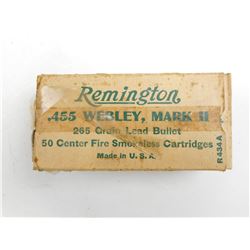 Remington
.455 WEBLEY, MARK II
265 Grain Lead Bullet
50 Center Fire Smokeless Cartridges
Made in U.S.A.
R434A